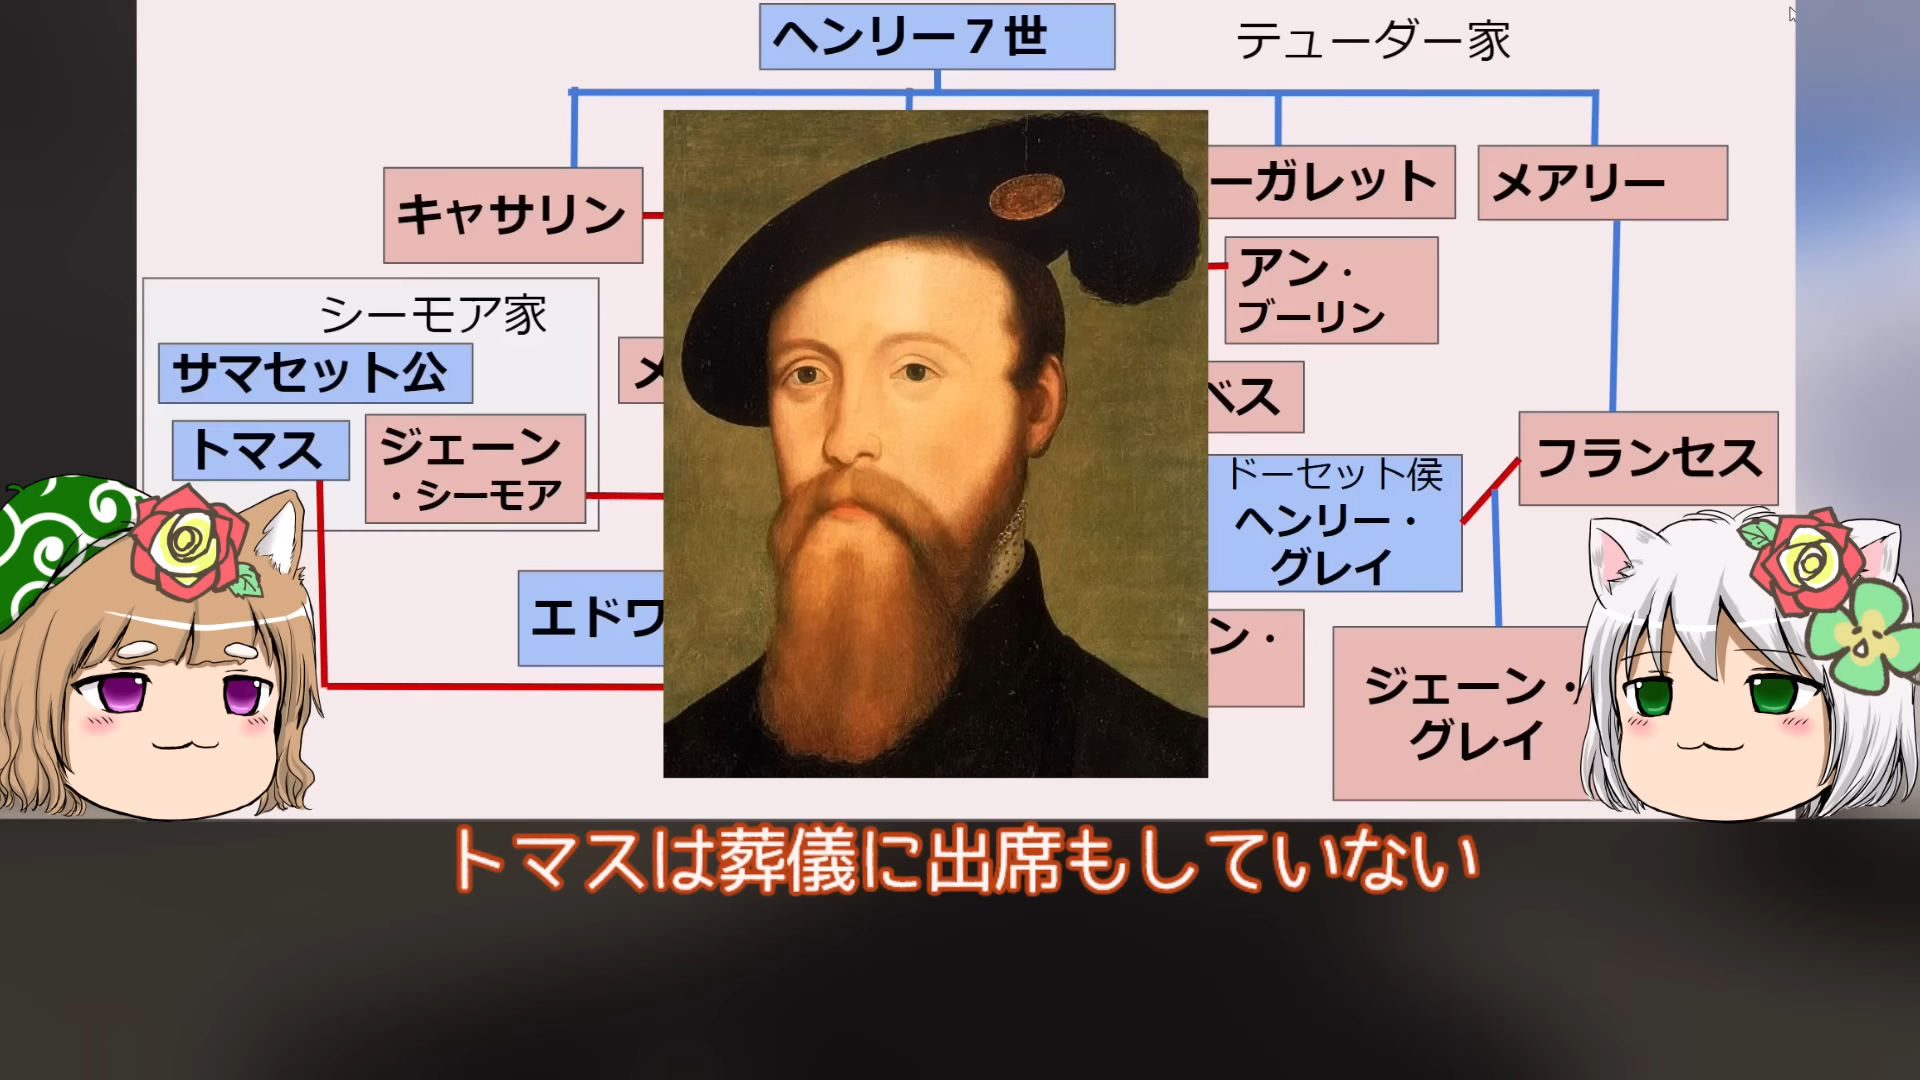 ヘンリー７世
テューダー家
キャサリン
ーガレット
メアリー
アン・
ブーリン
シーモア家
サマセット公
メ
ベス
トマス
ジェーン
・シーモア
ドーセット侯
ヘンリー・
グレイ
フランセス
エドワ
ン・
ジェーン・
グレイ
トマスは葬儀に出席もしていない